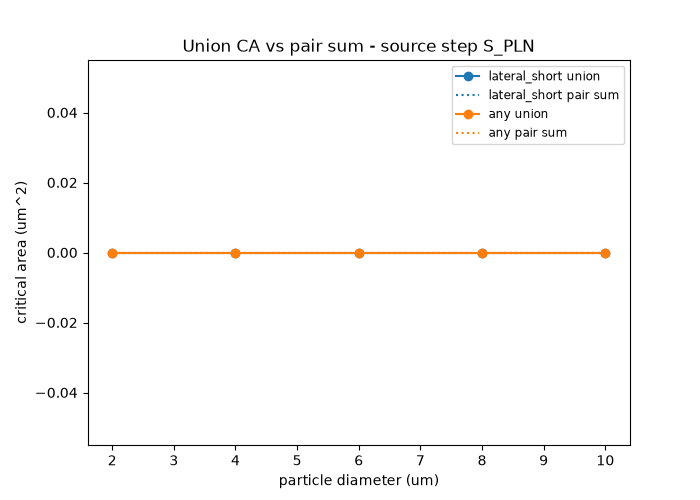 Union CA vs pair sum - source step S_PLN
lateral_short union
lateral_short pair sum
any union
any pair sum
critical area (um^2)
0.04
0.02
0.00
−0.02
−0.04
2 3 4 5 6 7 8 9 10
particle diameter (um)